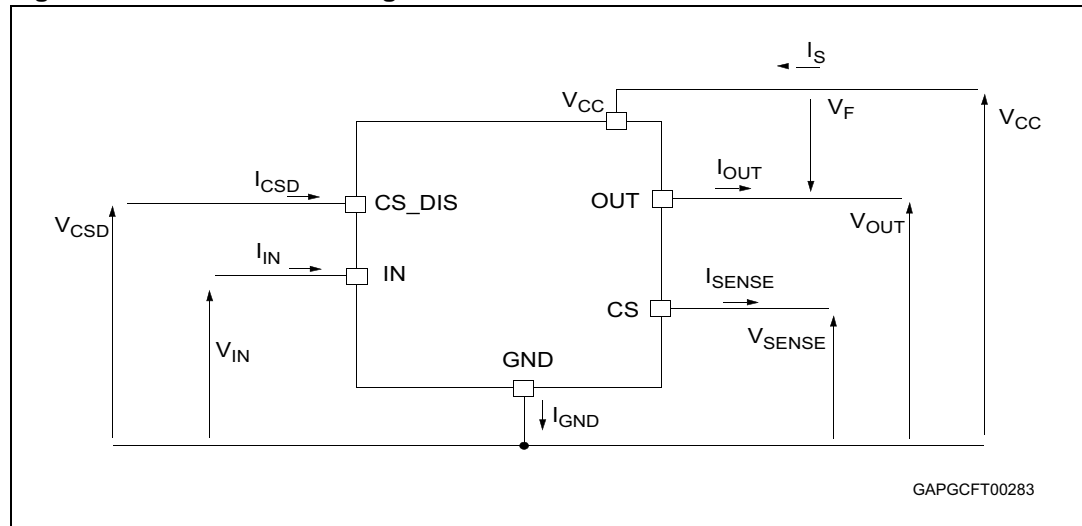 I_S
V_CC
V_F
V_CC
I_CSD
I_OUT
CS_DIS
OUT
V_CSD
V_OUT
I_IN
IN
I_SENSE
CS
V_IN
V_SENSE
GND
I_GND
GAPGCFT00283